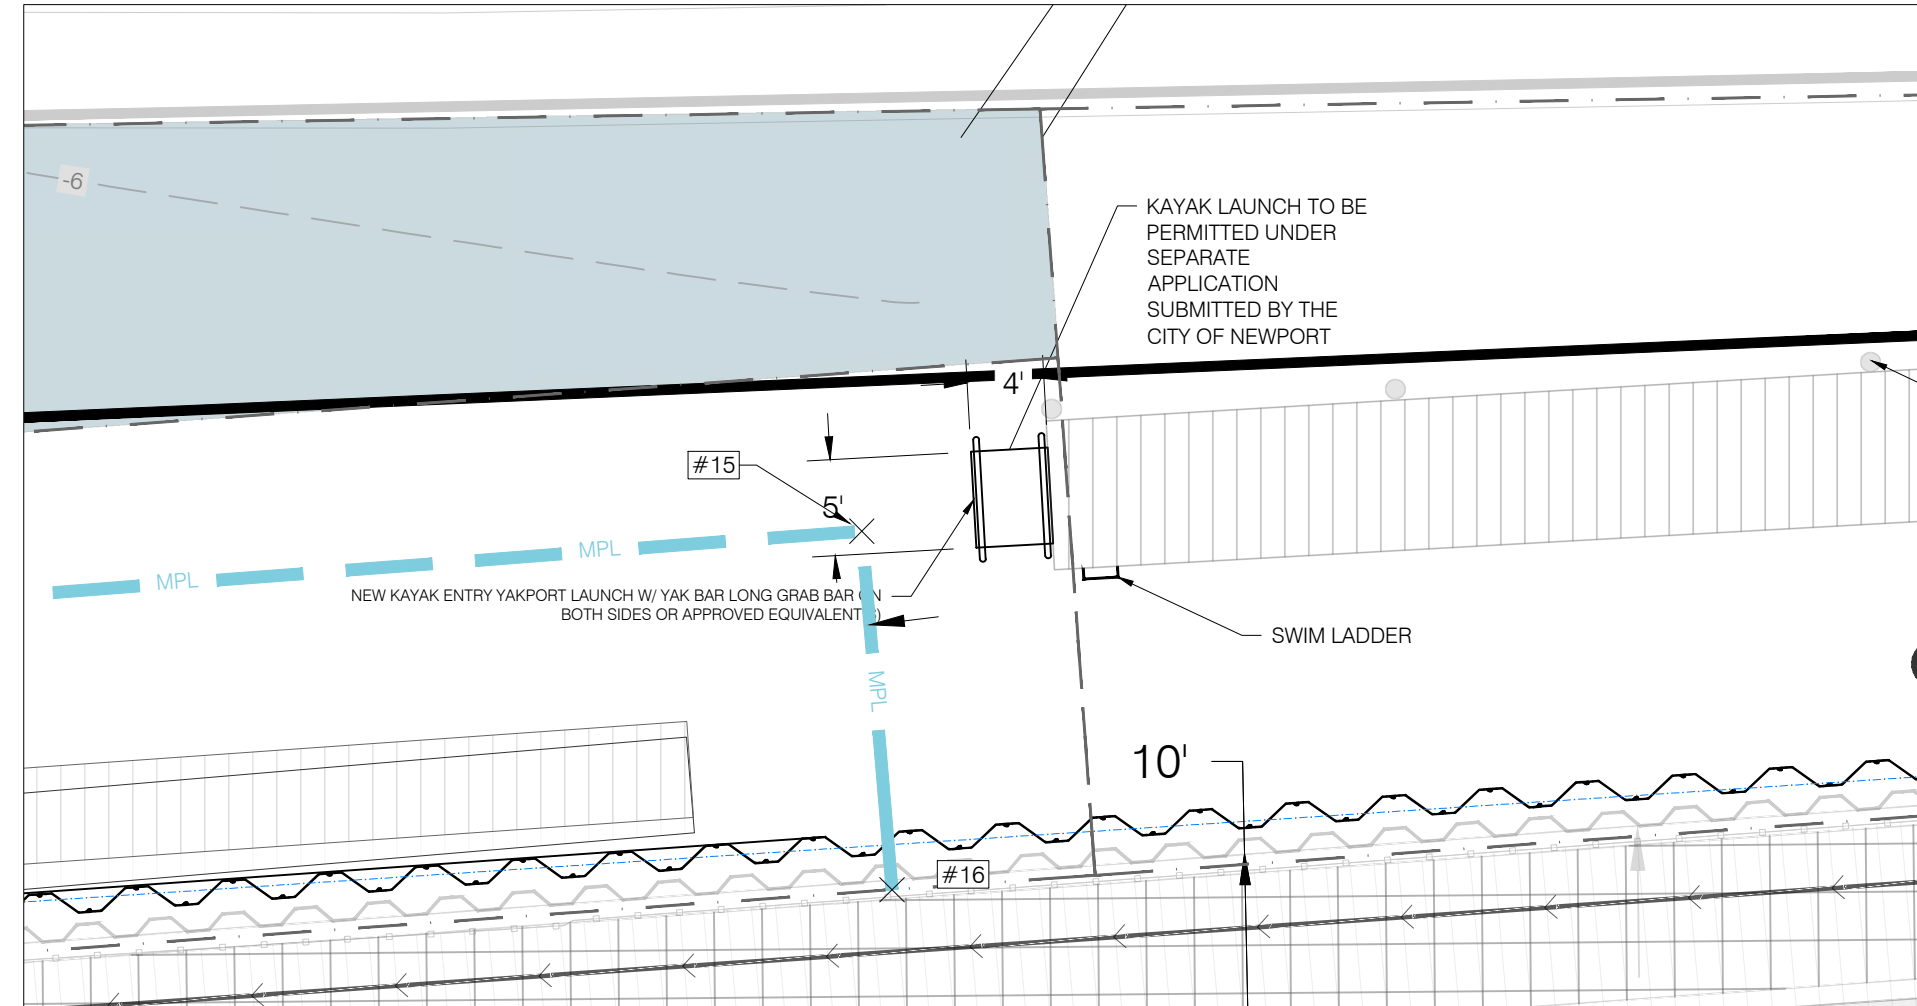 -6
KAYAK LAUNCH TO BE
PERMITTED UNDER
SEPARATE
APPLICATION
SUBMITTED BY THE
CITY OF NEWPORT
4'
#15
5'
MPL
MPL
NEW KAYAK ENTRY YAKPORT LAUNCH W/ YAK BAR LONG GRAB BAR
BOTH SIDES OR APPROVED EQUIVALENT
SWIM LADDER
MPL
10'
#16